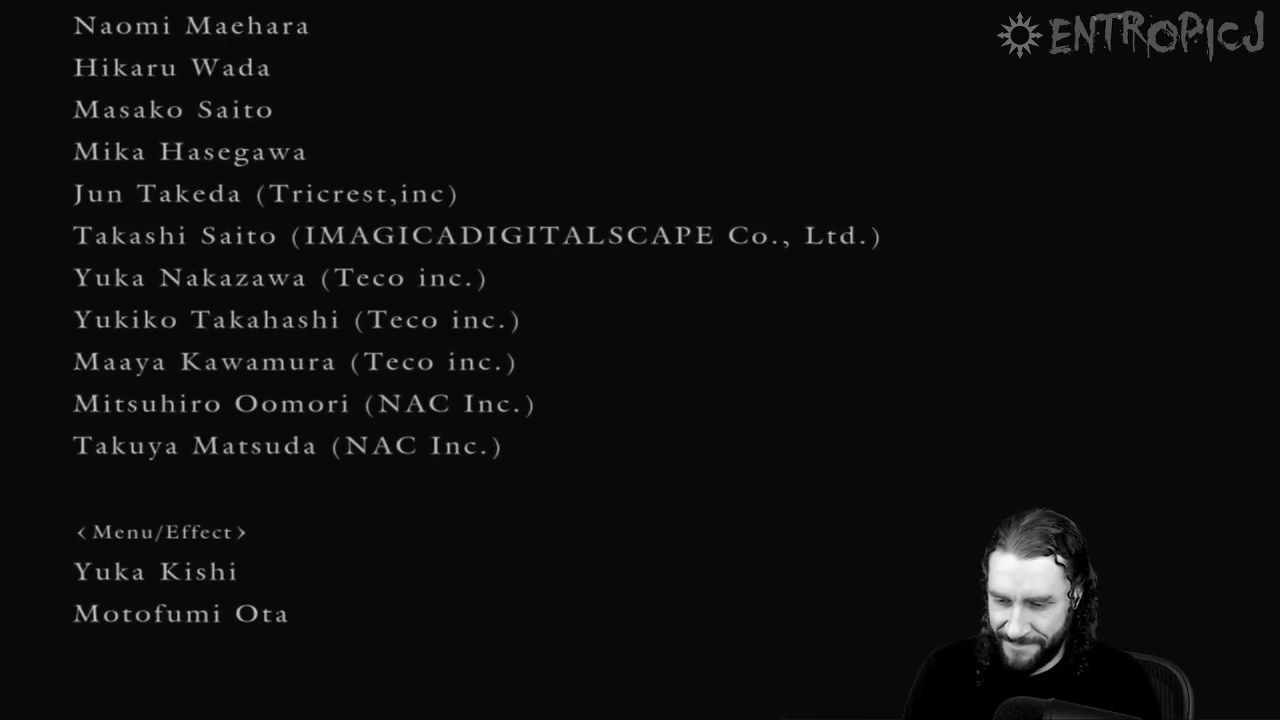 ENTROPICJ
Naomi Maehara
Hikaru Wada
Masako Saito
Mika Hasegawa
Jun Takeda (Tricrest,inc)
Takashi Saito (IMAGICADIGITALSCAPE Co., Ltd.)
Yuka Nakazawa (Teco inc.)
Yukiko Takahashi (Teco inc.)
Maaya Kawamura (Teco inc.)
Mitsuhiro Oomori (NAC Inc.)
Takuya Matsuda (NAC Inc.)
<Menu/Effect>
Yuka Kishi
Motofumi Ota